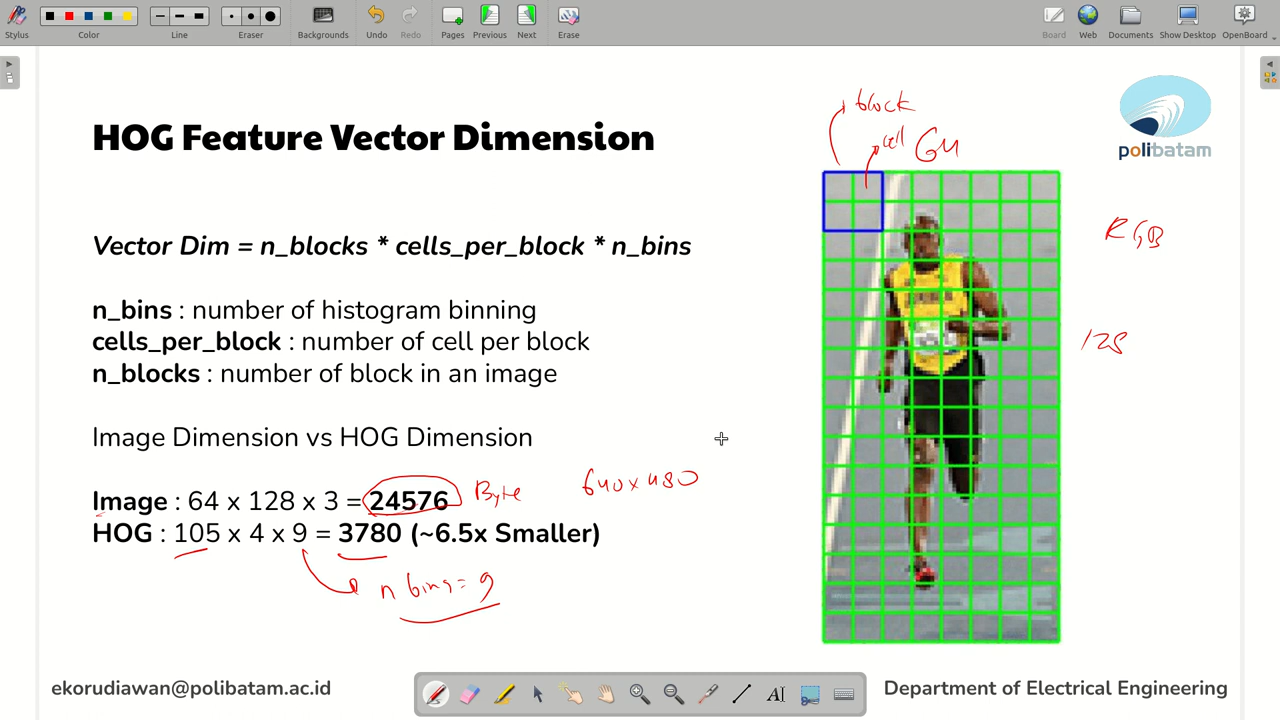 Stylus
Color
Line
Eraser
Backgrounds
Undo
Redo
Pages
Previous
Next
Erase
Board
Web
Documents
Show Desktop
OpenBoard
block
cell 64
HOG Feature Vector Dimension
polibatam
RGB
Vector Dim = n_blocks * cells_per_block * n_bins
n_bins : number of histogram binning
cells_per_block : number of cell per block
128
n_blocks : number of block in an image
Image Dimension vs HOG Dimension
640x480
Image : 64 x 128 x 3 = 24576 Byte
HOG : 105 x 4 x 9 = 3780 (~6.5x Smaller)
n bins = 9
ekorudiawan@polibatam.ac.id
Department of Electrical Engineering